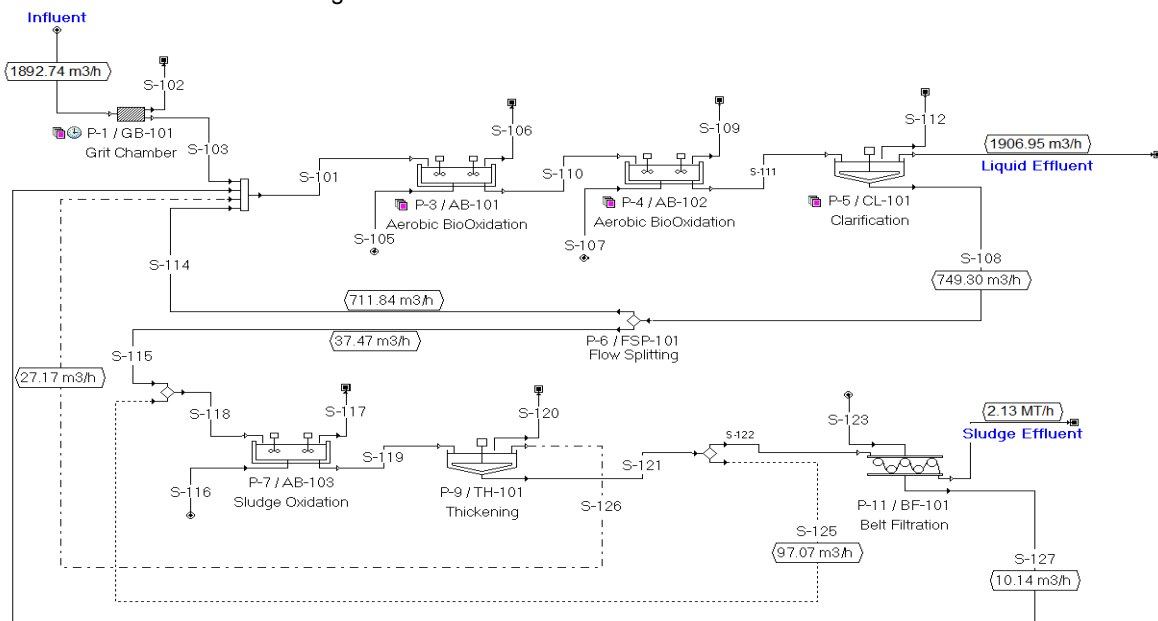 Influent
1892.74 m3/h
S-102
P-1 / GB-101
Grit Chamber
S-103
S-101
S-106
S-110
P-3 / AB-101
Aerobic BioOxidation
S-105
S-109
S-111
P-4 / AB-102
Aerobic BioOxidation
S-107
S-112
1906.95 m3/h
Liquid Effluent
P-5 / CL-101
Clarification
S-108
749.30 m3/h
S-114
711.84 m3/h
37.47 m3/h
P-6 / FSP-101
Flow Splitting
S-115
27.17 m3/h
S-118
S-117
S-119
P-7 / AB-103
Sludge Oxidation
S-116
S-120
P-9 / TH-101
Thickening
S-126
S-121
S-122
S-123
2.13 MT/h
Sludge Effluent
P-11 / BF-101
Belt Filtration
S-125
97.07 m3/h
S-127
10.14 m3/h